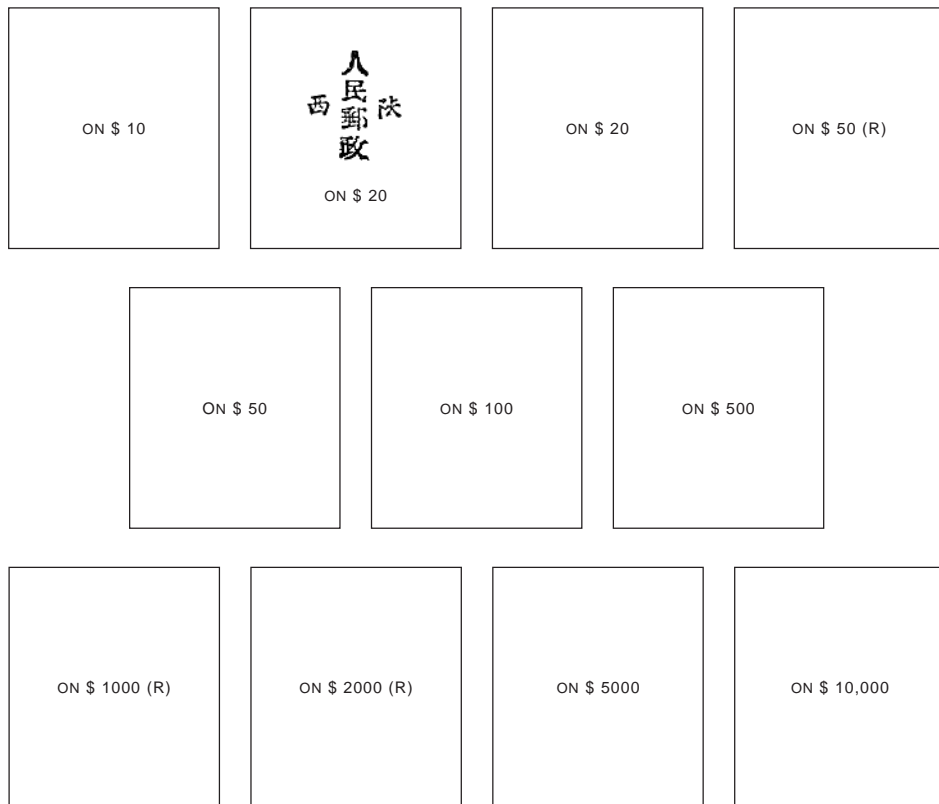 ON $ 10
人民郵政
陝西
ON $ 20
ON $ 20
ON $ 50 (R)
ON $ 50
ON $ 100
ON $ 500
ON $ 1000 (R)
ON $ 2000 (R)
ON $ 5000
ON $ 10,000